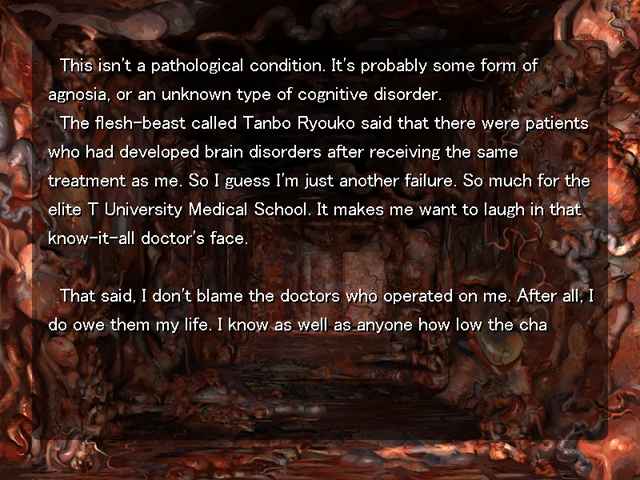 This isn't a pathological condition. It's probably some form of
agnosia, or an unknown type of cognitive disorder.
The flesh-beast called Tanbo Ryouko said that there were patients
who had developed brain disorders after receiving the same
treatment as me. So I guess I'm just another failure. So much for the
elite T University Medical School. It makes me want to laugh in that
know-it-all doctor's face.
That said, I don't blame the doctors who operated on me. After all, I
do owe them my life. I know as well as anyone how low the cha